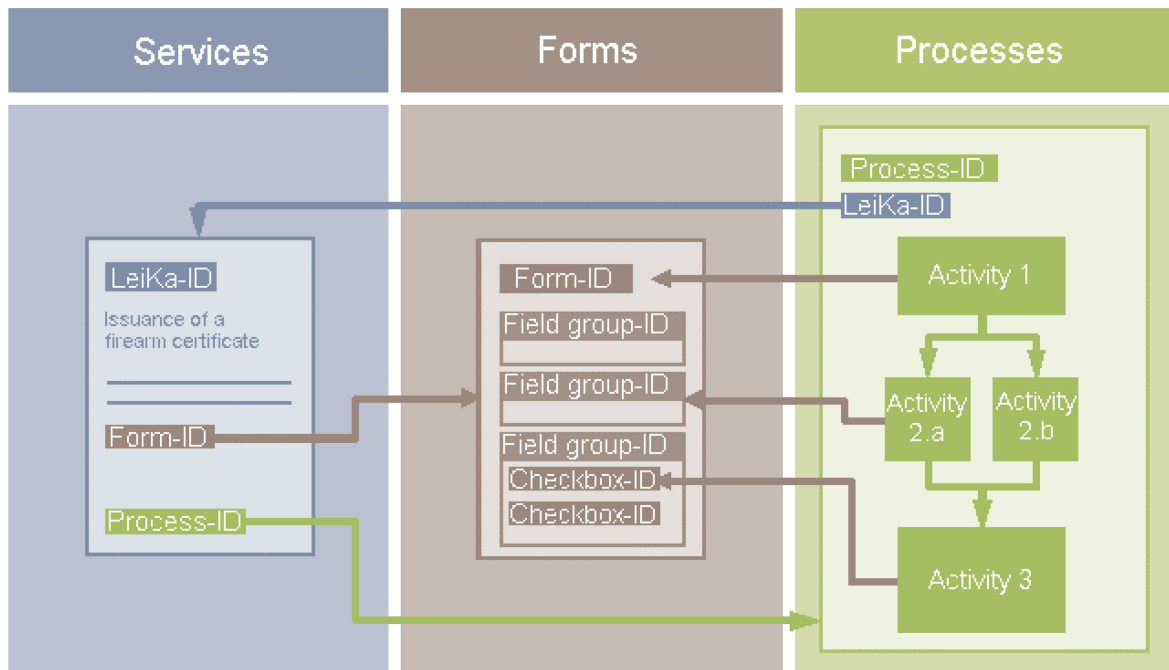 Services
Forms
Processes
LeiKa-ID
Issuance of a
firearm certificate
Form-ID
Process-ID
Form-ID
Field group-ID
Field group-ID
Field group-ID
Checkbox-ID
Checkbox-ID
Process-ID
LeiKa-ID
Activity 1
Activity
2.a
Activity
2.b
Activity 3